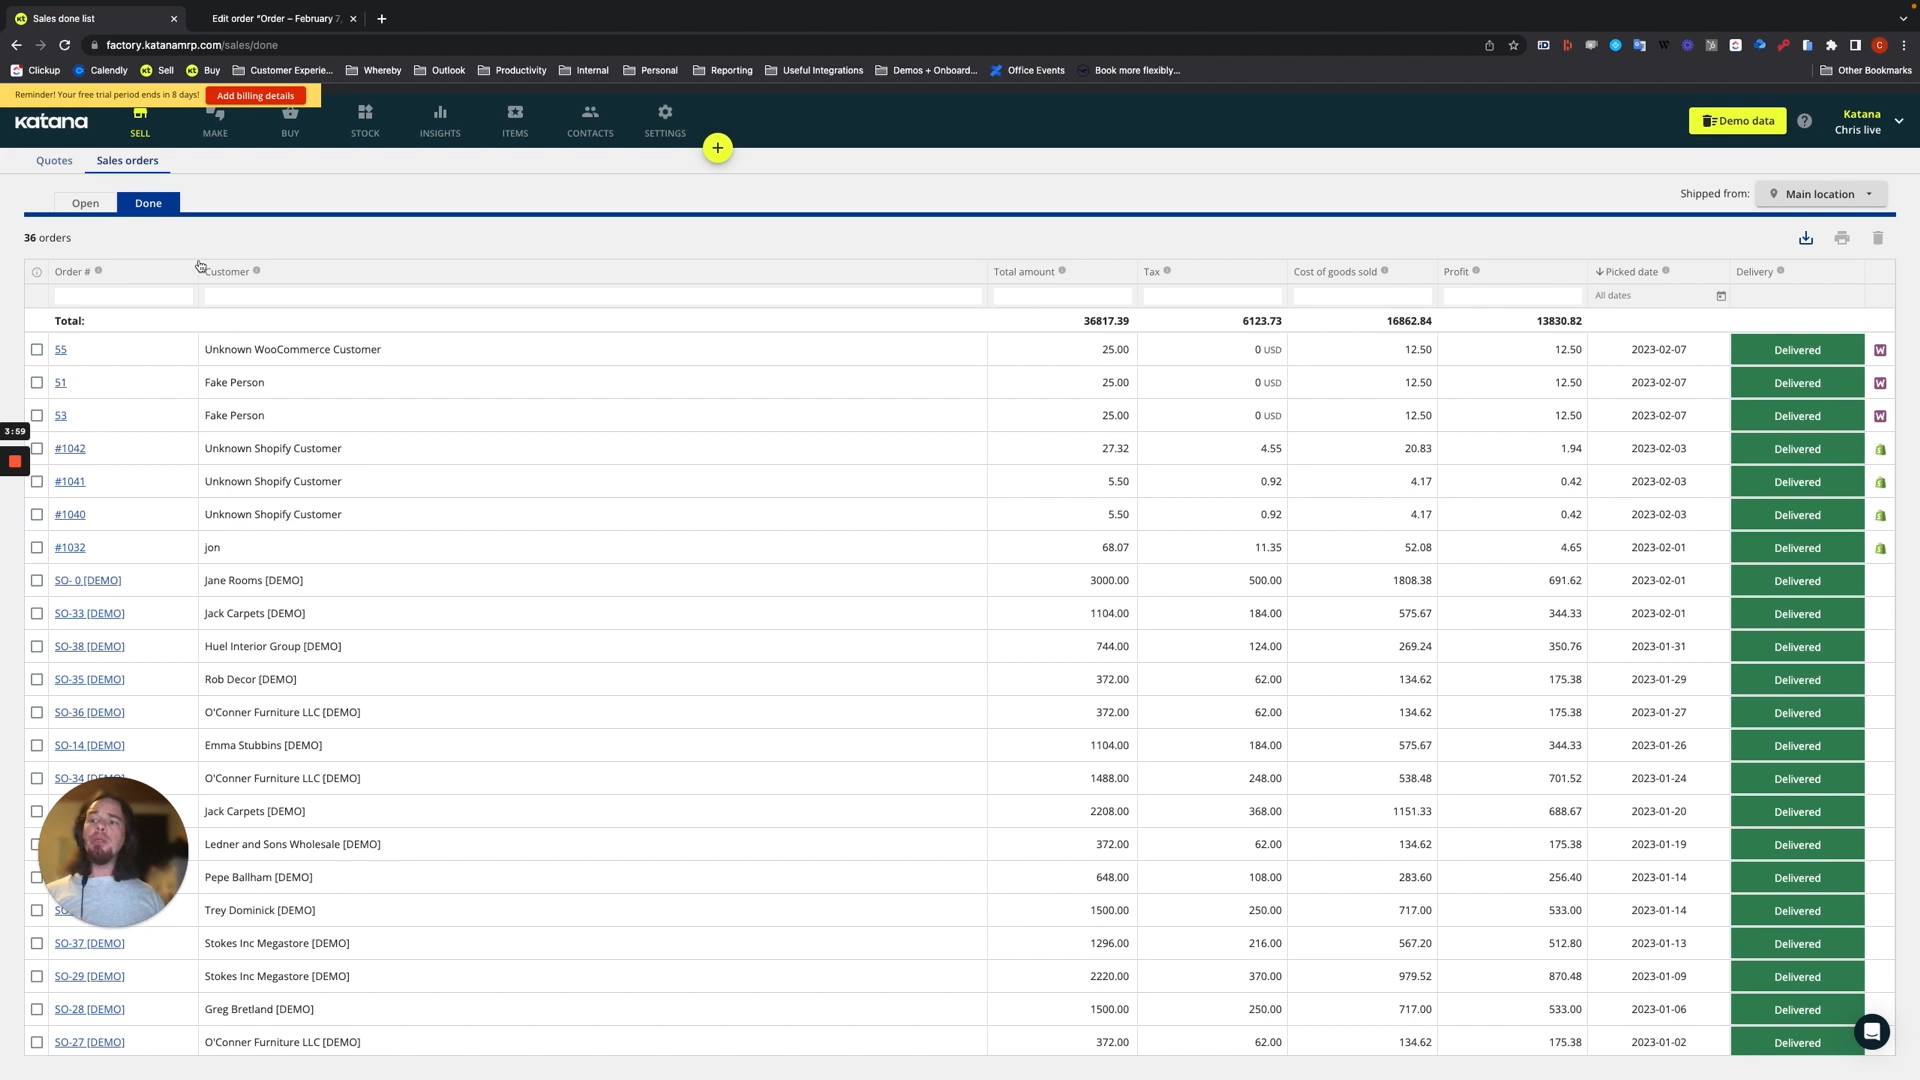 Sales done list
Edit order "Order – February 7,
factory.katanamrp.com/sales/done
Clickup Calendly Sell Buy Customer Experie... Whereby Outlook Productivity Internal Personal Reporting Useful Integrations Demos + Onboard... Office Events Book more flexibly... Other Bookmarks
Reminder! Your free trial period ends in 8 days! Add billing details
katana SELL MAKE BUY STOCK INSIGHTS ITEMS CONTACTS SETTINGS Demo data Katana
Chris live
Quotes Sales orders
Open Done Shipped from: Main location
36 orders
Order # Customer Total amount Tax Cost of goods sold Profit Picked date Delivery
All dates
Total: 36817.39 6123.73 16862.84 13830.82
55 Unknown WooCommerce Customer 25.00 0 USD 12.50 12.50 2023-02-07 Delivered W
51 Fake Person 25.00 0 USD 12.50 12.50 2023-02-07 Delivered W
53 Fake Person 25.00 0 USD 12.50 12.50 2023-02-07 Delivered W
3:59
#1042 Unknown Shopify Customer 27.32 4.55 20.83 1.94 2023-02-03 Delivered
#1041 Unknown Shopify Customer 5.50 0.92 4.17 0.42 2023-02-03 Delivered
#1040 Unknown Shopify Customer 5.50 0.92 4.17 0.42 2023-02-03 Delivered
#1032 jon 68.07 11.35 52.08 4.65 2023-02-01 Delivered
SO- 0 [DEMO] Jane Rooms [DEMO] 3000.00 500.00 1808.38 691.62 2023-02-01 Delivered
SO-33 [DEMO] Jack Carpets [DEMO] 1104.00 184.00 575.67 344.33 2023-02-01 Delivered
SO-38 [DEMO] Huel Interior Group [DEMO] 744.00 124.00 269.24 350.76 2023-01-31 Delivered
SO-35 [DEMO] Rob Decor [DEMO] 372.00 62.00 134.62 175.38 2023-01-29 Delivered
SO-36 [DEMO] O'Conner Furniture LLC [DEMO] 372.00 62.00 134.62 175.38 2023-01-27 Delivered
SO-14 [DEMO] Emma Stubbins [DEMO] 1104.00 184.00 575.67 344.33 2023-01-26 Delivered
SO-34 [DEMO] O'Conner Furniture LLC [DEMO] 1488.00 248.00 538.48 701.52 2023-01-24 Delivered
Jack Carpets [DEMO] 2208.00 368.00 1151.33 688.67 2023-01-20 Delivered
Ledner and Sons Wholesale [DEMO] 372.00 62.00 134.62 175.38 2023-01-19 Delivered
Pepe Ballham [DEMO] 648.00 108.00 283.60 256.40 2023-01-14 Delivered
Trey Dominick [DEMO] 1500.00 250.00 717.00 533.00 2023-01-14 Delivered
SO-37 [DEMO] Stokes Inc Megastore [DEMO] 1296.00 216.00 567.20 512.80 2023-01-13 Delivered
SO-29 [DEMO] Stokes Inc Megastore [DEMO] 2220.00 370.00 979.52 870.48 2023-01-09 Delivered
SO-28 [DEMO] Greg Bretland [DEMO] 1500.00 250.00 717.00 533.00 2023-01-06 Delivered
SO-27 [DEMO] O'Conner Furniture LLC [DEMO] 372.00 62.00 134.62 175.38 2023-01-02 Delivered